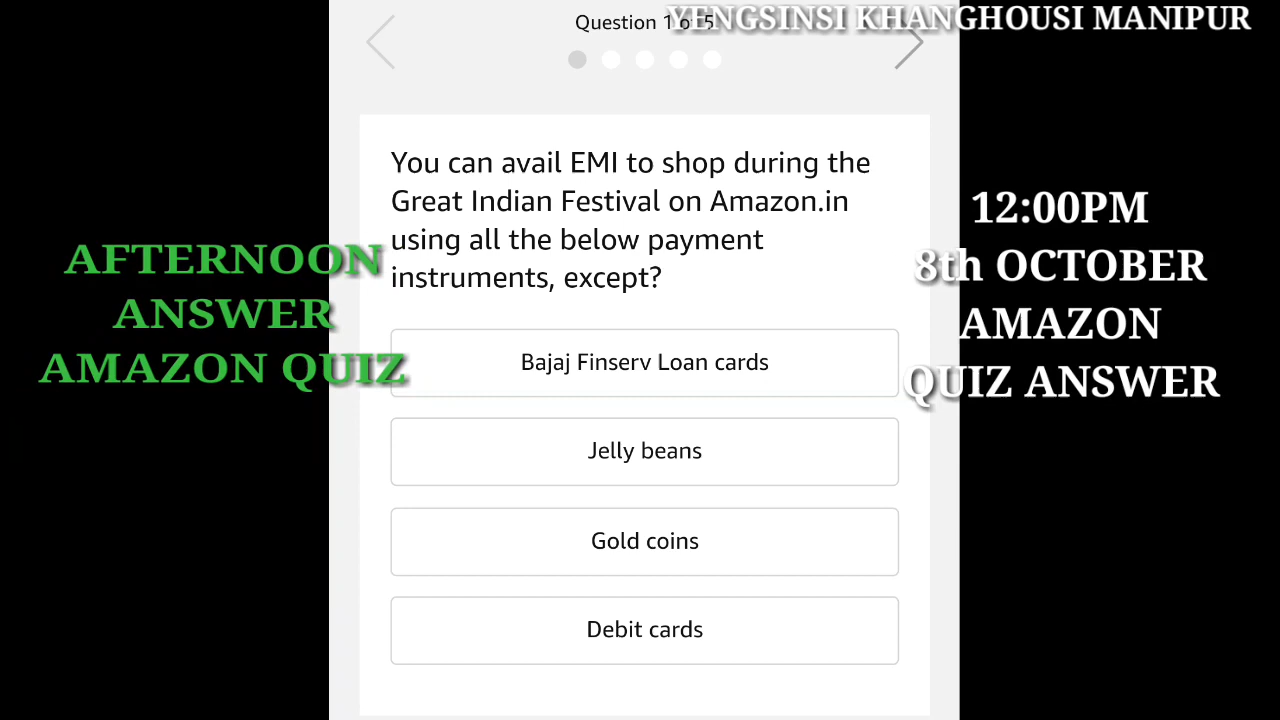 YENGSINSI KHANGHOUSI MANIPUR
Question 1 of 5
You can avail EMI to shop during the
Great Indian Festival on Amazon.in
using all the below payment
instruments, except?
Bajaj Finserv Loan cards
Jelly beans
Gold coins
Debit cards
AFTERNOON
ANSWER
AMAZON QUIZ
12:00PM
8th OCTOBER
AMAZON
QUIZ ANSWER